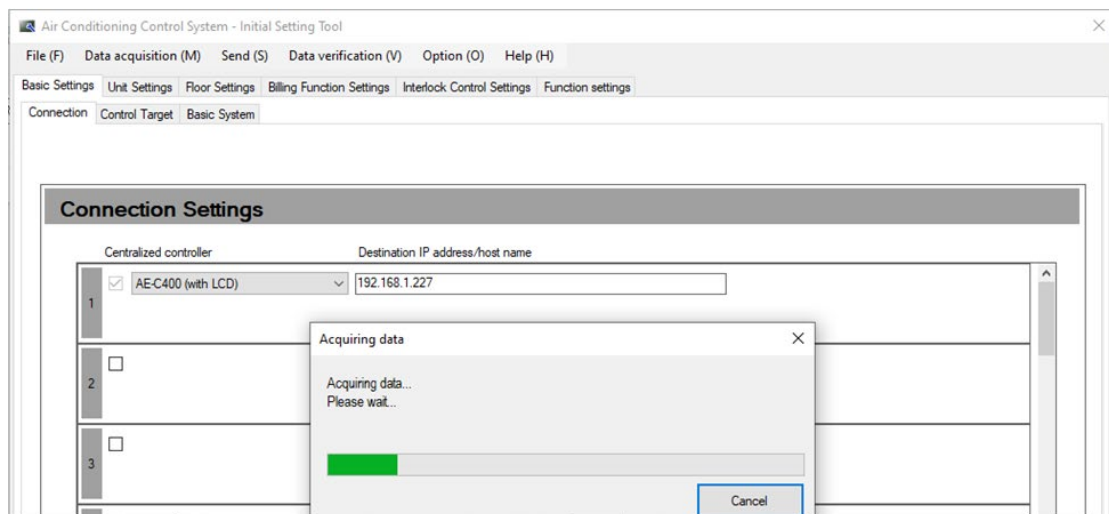 Air Conditioning Control System - Initial Setting Tool
File (F) Data acquisition (M) Send (S) Data verification (V) Option (O) Help (H)
Basic Settings Unit Settings Floor Settings Billing Function Settings Interlock Control Settings Function settings
Connection Control Target Basic System
Connection Settings
Centralized controller Destination IP address/host name
1 AE-C400 (with LCD) 192.168.1.227
Acquiring data
2
Acquiring data...
Please wait...
3
Cancel